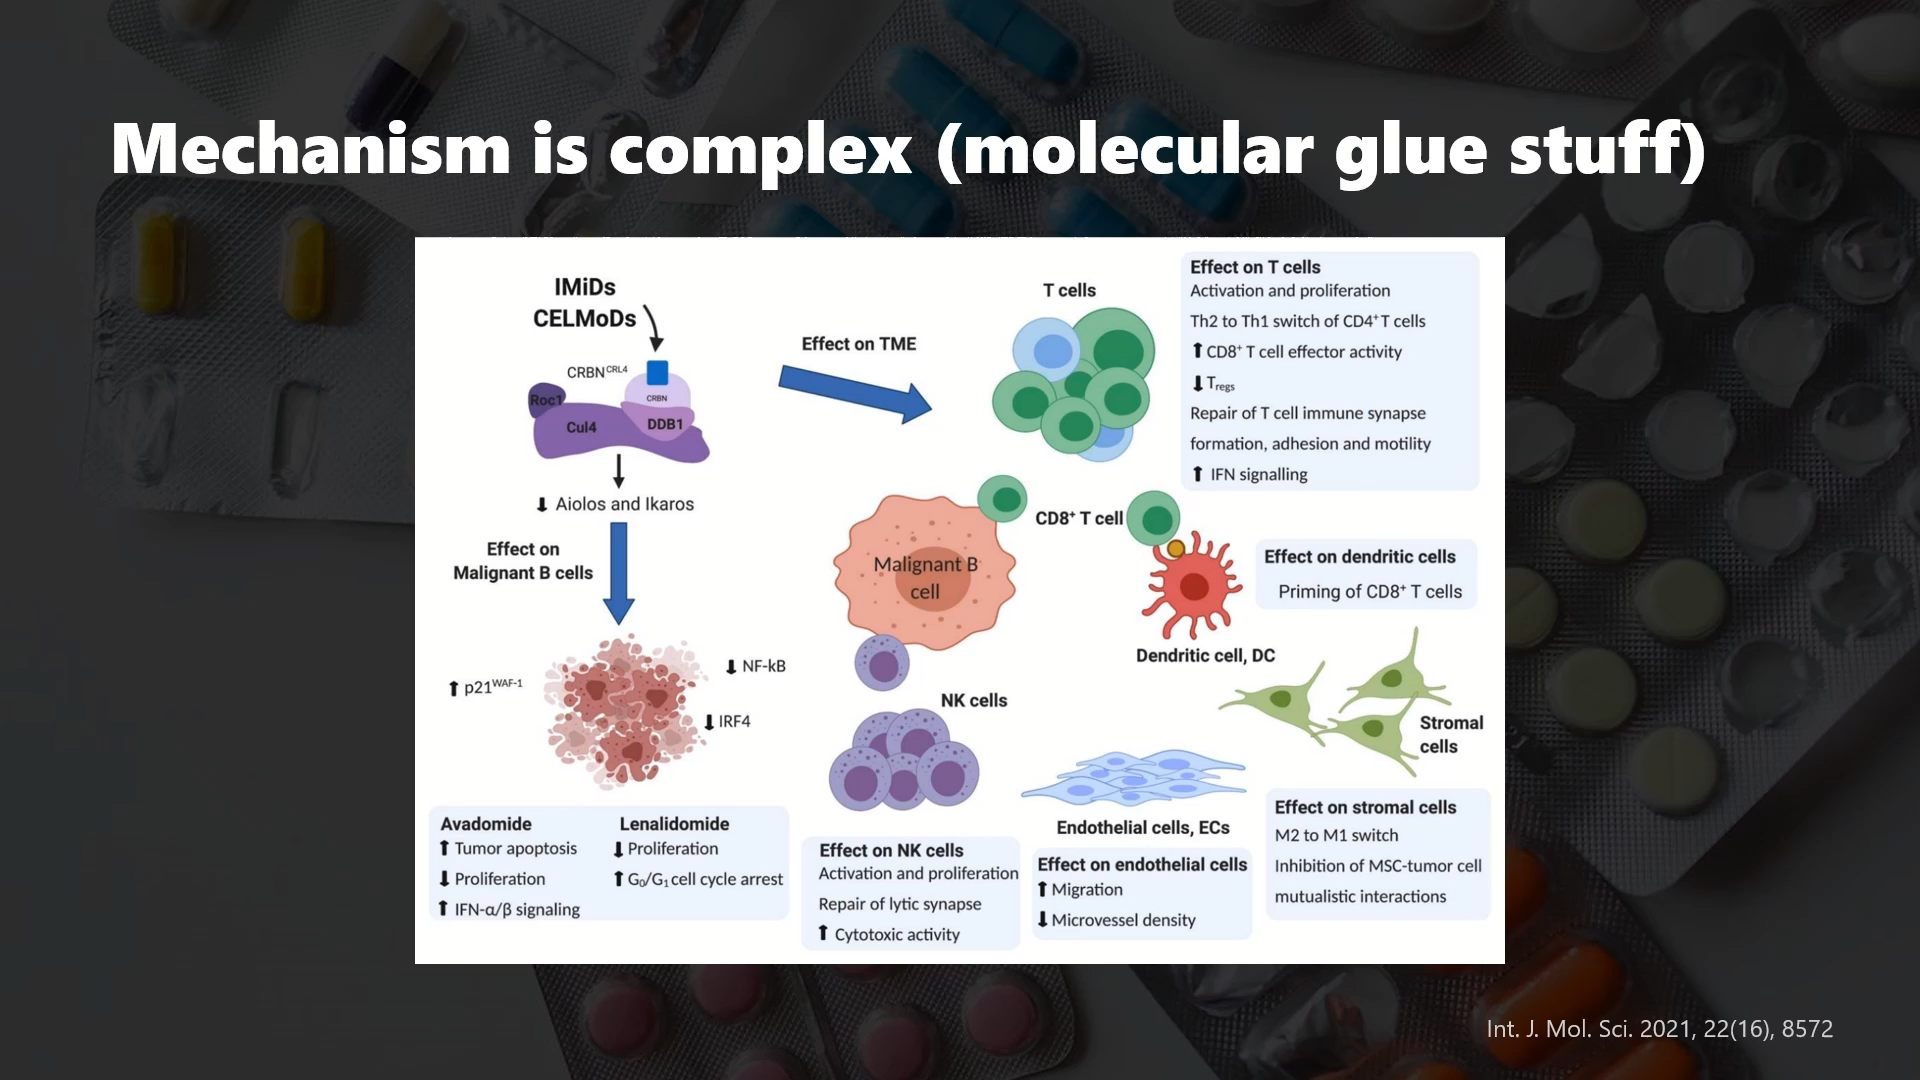 Mechanism is complex (molecular glue stuff)
IMiDs
CELMoDs
CRBN^CRL4
Roc1
Cul4
CRBN
DDB1
⬇ Aiolos and Ikaros
Effect on
Malignant B cells
⬆ p21^WAF-1
⬇ NF-kB
⬇ IRF4
Avadomide
⬆ Tumor apoptosis
⬇ Proliferation
⬆ IFN-α/β signaling
Lenalidomide
⬇ Proliferation
⬆ G₀/G₁ cell cycle arrest
Effect on TME
T cells
Effect on T cells
Activation and proliferation
Th2 to Th1 switch of CD4⁺ T cells
⬆ CD8⁺ T cell effector activity
⬇ Tregs
Repair of T cell immune synapse
formation, adhesion and motility
⬆ IFN signalling
Malignant B
cell
CD8⁺ T cell
Effect on dendritic cells
Priming of CD8⁺ T cells
Dendritic cell, DC
NK cells
Stromal
cells
Effect on NK cells
Activation and proliferation
Repair of lytic synapse
⬆ Cytotoxic activity
Endothelial cells, ECs
Effect on endothelial cells
⬆ Migration
⬇ Microvessel density
Effect on stromal cells
M2 to M1 switch
Inhibition of MSC-tumor cell
mutualistic interactions
Int. J. Mol. Sci. 2021, 22(16), 8572